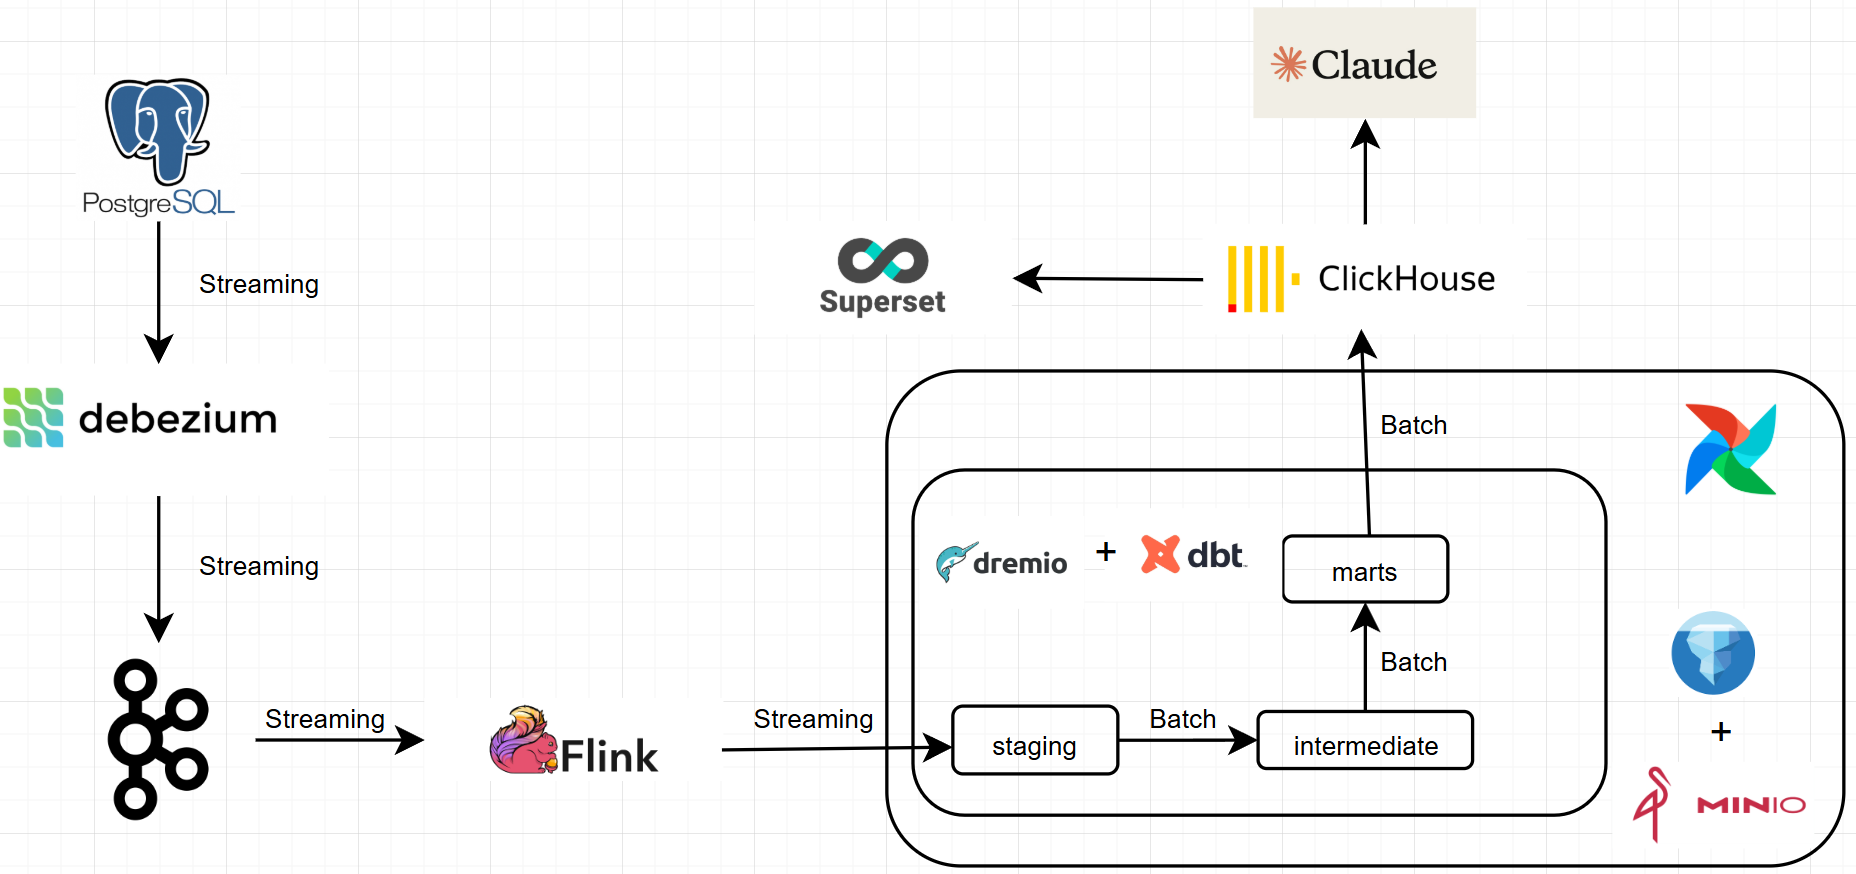 Claude
PostgreSQL
Streaming
Superset
ClickHouse
debezium
Batch
dremio
+
dbt
marts
Streaming
Batch
Streaming
Flink
Streaming
staging
Batch
intermediate
+
MINIO